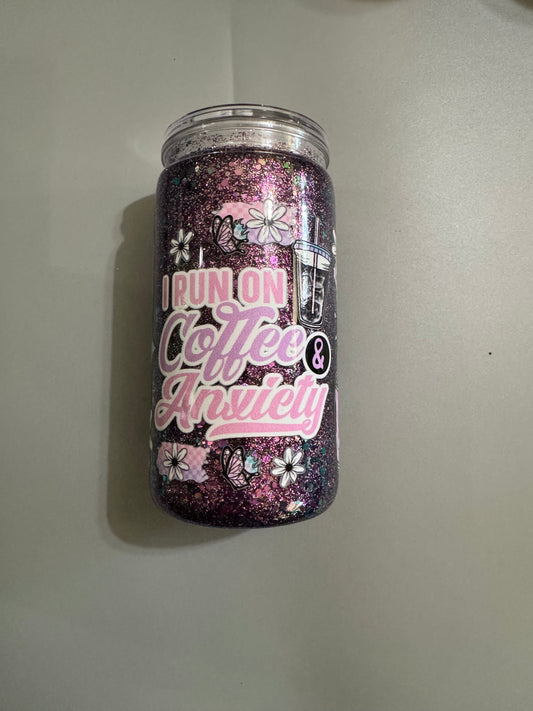 I RUN ON
Coffee &
Anxiety